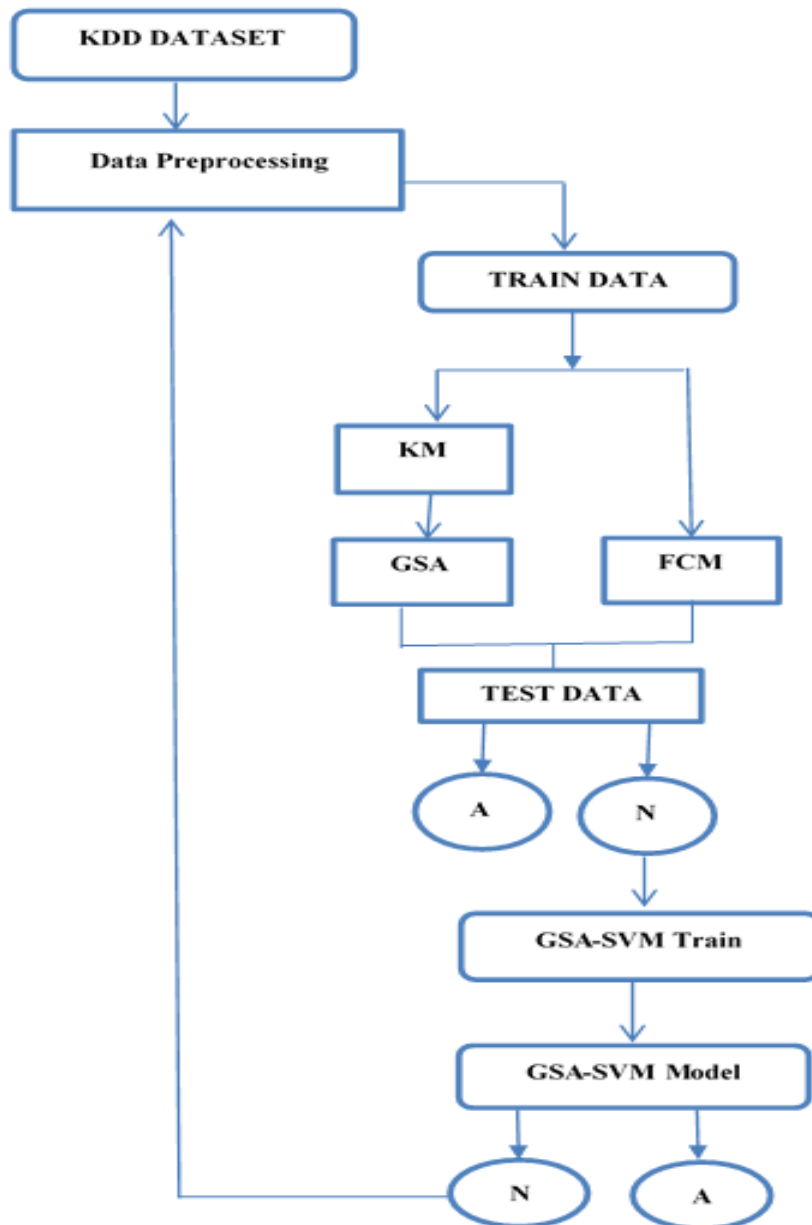 KDD DATASET
Data Preprocessing
TRAIN DATA
KM
GSA
FCM
TEST DATA
A
N
GSA-SVM Train
GSA-SVM Model
N
A